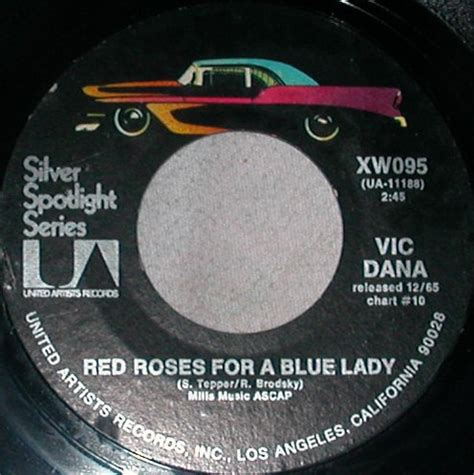 Silver
Spotlight
Series
UA
UNITED ARTISTS RECORDS
XW095
(UA-11188)
2:45
VIC
DANA
released 12/65
chart #10
RED ROSES FOR A BLUE LADY
(S. Tepper/R. Brodsky)
Mills Music ASCAP
UNITED ARTISTS RECORDS, INC., LOS ANGELES, CALIFORNIA 90028